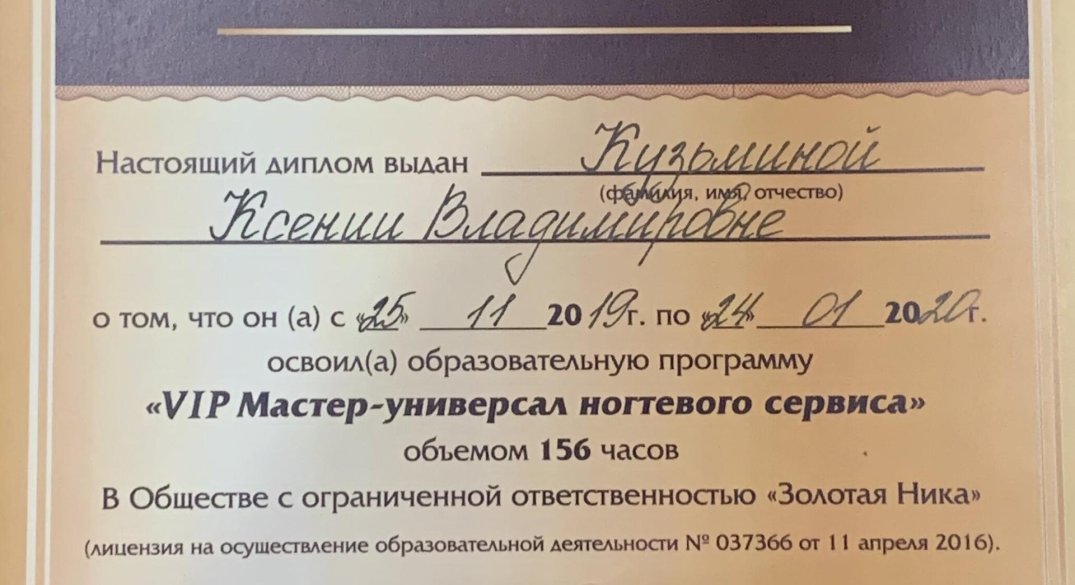 Настоящий диплом выдан Кузьминой
(фамилия, имя, отчество)
Ксении Владимировне
о том, что он (а) с «25» 11 2019г. по «24» 01 2020г.
освоил(а) образовательную программу
«VIP Мастер-универсал ногтевого сервиса»
объемом 156 часов
В Обществе с ограниченной ответственностью «Золотая Ника»
(лицензия на осуществление образовательной деятельности № 037366 от 11 апреля 2016).